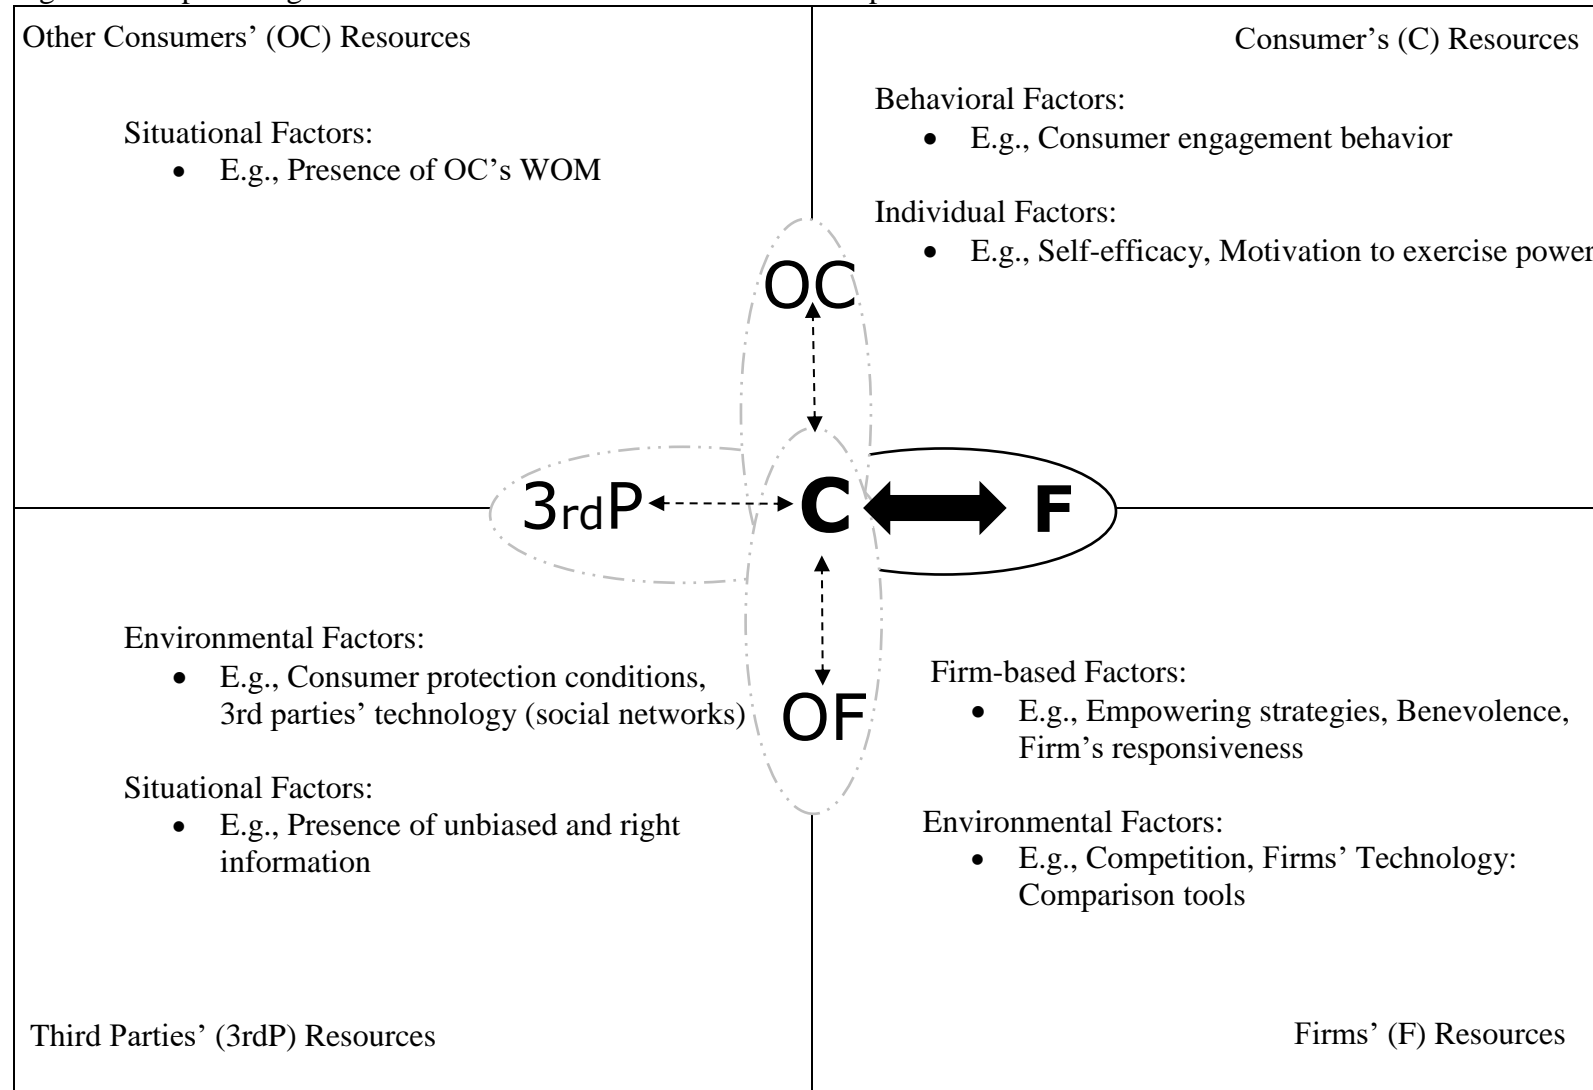 Other Consumers’ (OC) Resources
Situational Factors:
• E.g., Presence of OC’s WOM
Consumer’s (C) Resources
Behavioral Factors:
• E.g., Consumer engagement behavior
Individual Factors:
• E.g., Self-efficacy, Motivation to exercise power
OC
3rdP
C
F
OF
Environmental Factors:
• E.g., Consumer protection conditions,
3rd parties’ technology (social networks)
Situational Factors:
• E.g., Presence of unbiased and right
information
Third Parties’ (3rdP) Resources
Firm-based Factors:
• E.g., Empowering strategies, Benevolence,
Firm’s responsiveness
Environmental Factors:
• E.g., Competition, Firms’ Technology:
Comparison tools
Firms’ (F) Resources